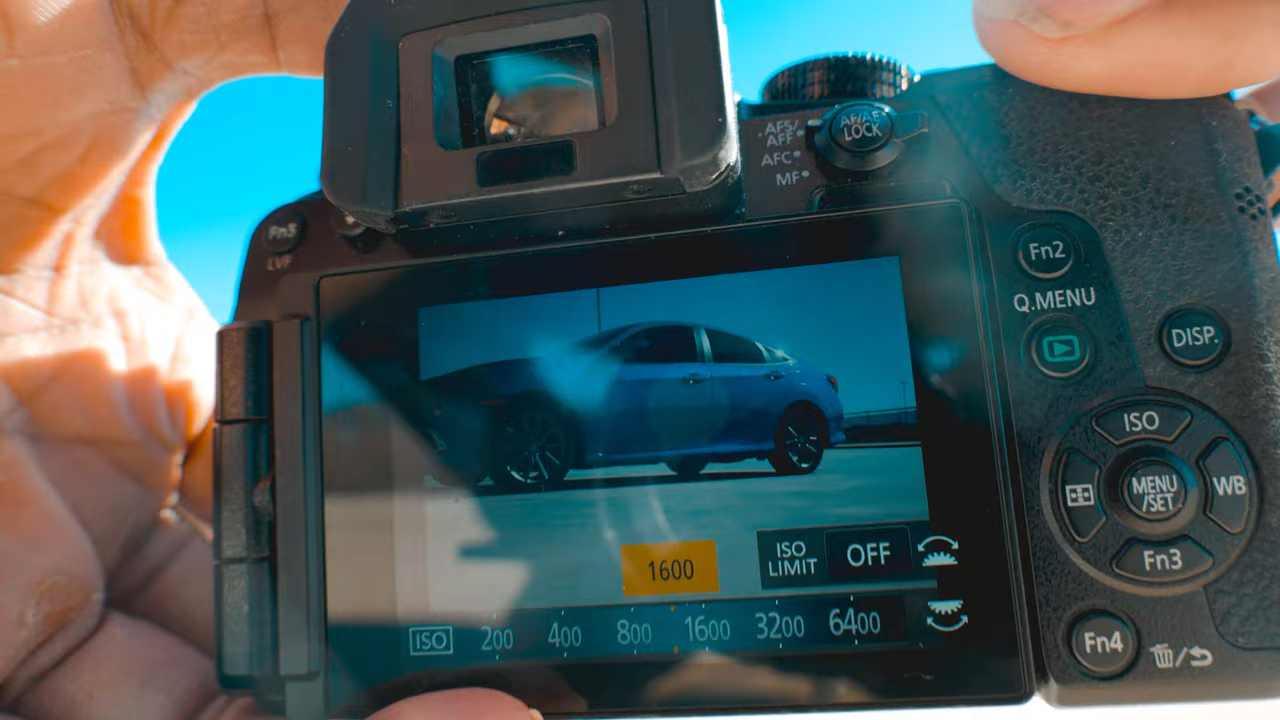 AF/AE
LOCK
AFS/
AFF
AFC
MF
Fn5
LVF
Fn2
Q.MENU
DISP.
ISO
MENU
/SET
WB
Fn3
Fn4
1600
ISO
LIMIT
OFF
ISO 200 400 800 1600 3200 6400